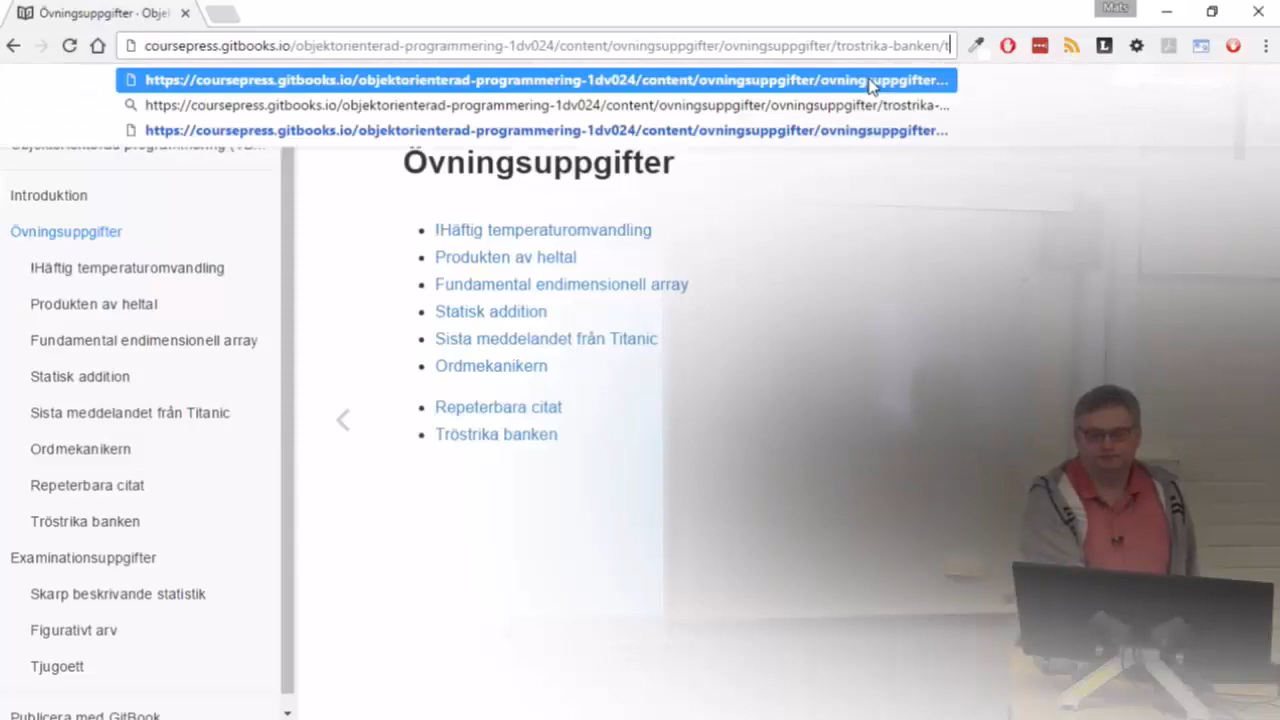 Övningsuppgifter · Obje
Mats
coursepress.gitbooks.io/objektorienterad-programmering-1dv024/content/ovningsuppgifter/ovningsuppgifter/trostrika-banken/t
https://coursepress.gitbooks.io/objektorienterad-programmering-1dv024/content/ovningsuppgifter/ovningsuppgifter...
https://coursepress.gitbooks.io/objektorienterad-programmering-1dv024/content/ovningsuppgifter/ovningsuppgifter/trostrika-...
https://coursepress.gitbooks.io/objektorienterad-programmering-1dv024/content/ovningsuppgifter/ovningsuppgifter...
Objektorienterad programmering
Introduktion
Övningsuppgifter
!Häftig temperaturomvandling
Produkten av heltal
Fundamental endimensionell array
Statisk addition
Sista meddelandet från Titanic
Ordmekanikern
Repeterbara citat
Tröstrika banken
Examinationsuppgifter
Skarp beskrivande statistik
Figurativt arv
Tjugoett
Publicera med GitBook
Övningsuppgifter
!Häftig temperaturomvandling
Produkten av heltal
Fundamental endimensionell array
Statisk addition
Sista meddelandet från Titanic
Ordmekanikern
Repeterbara citat
Tröstrika banken